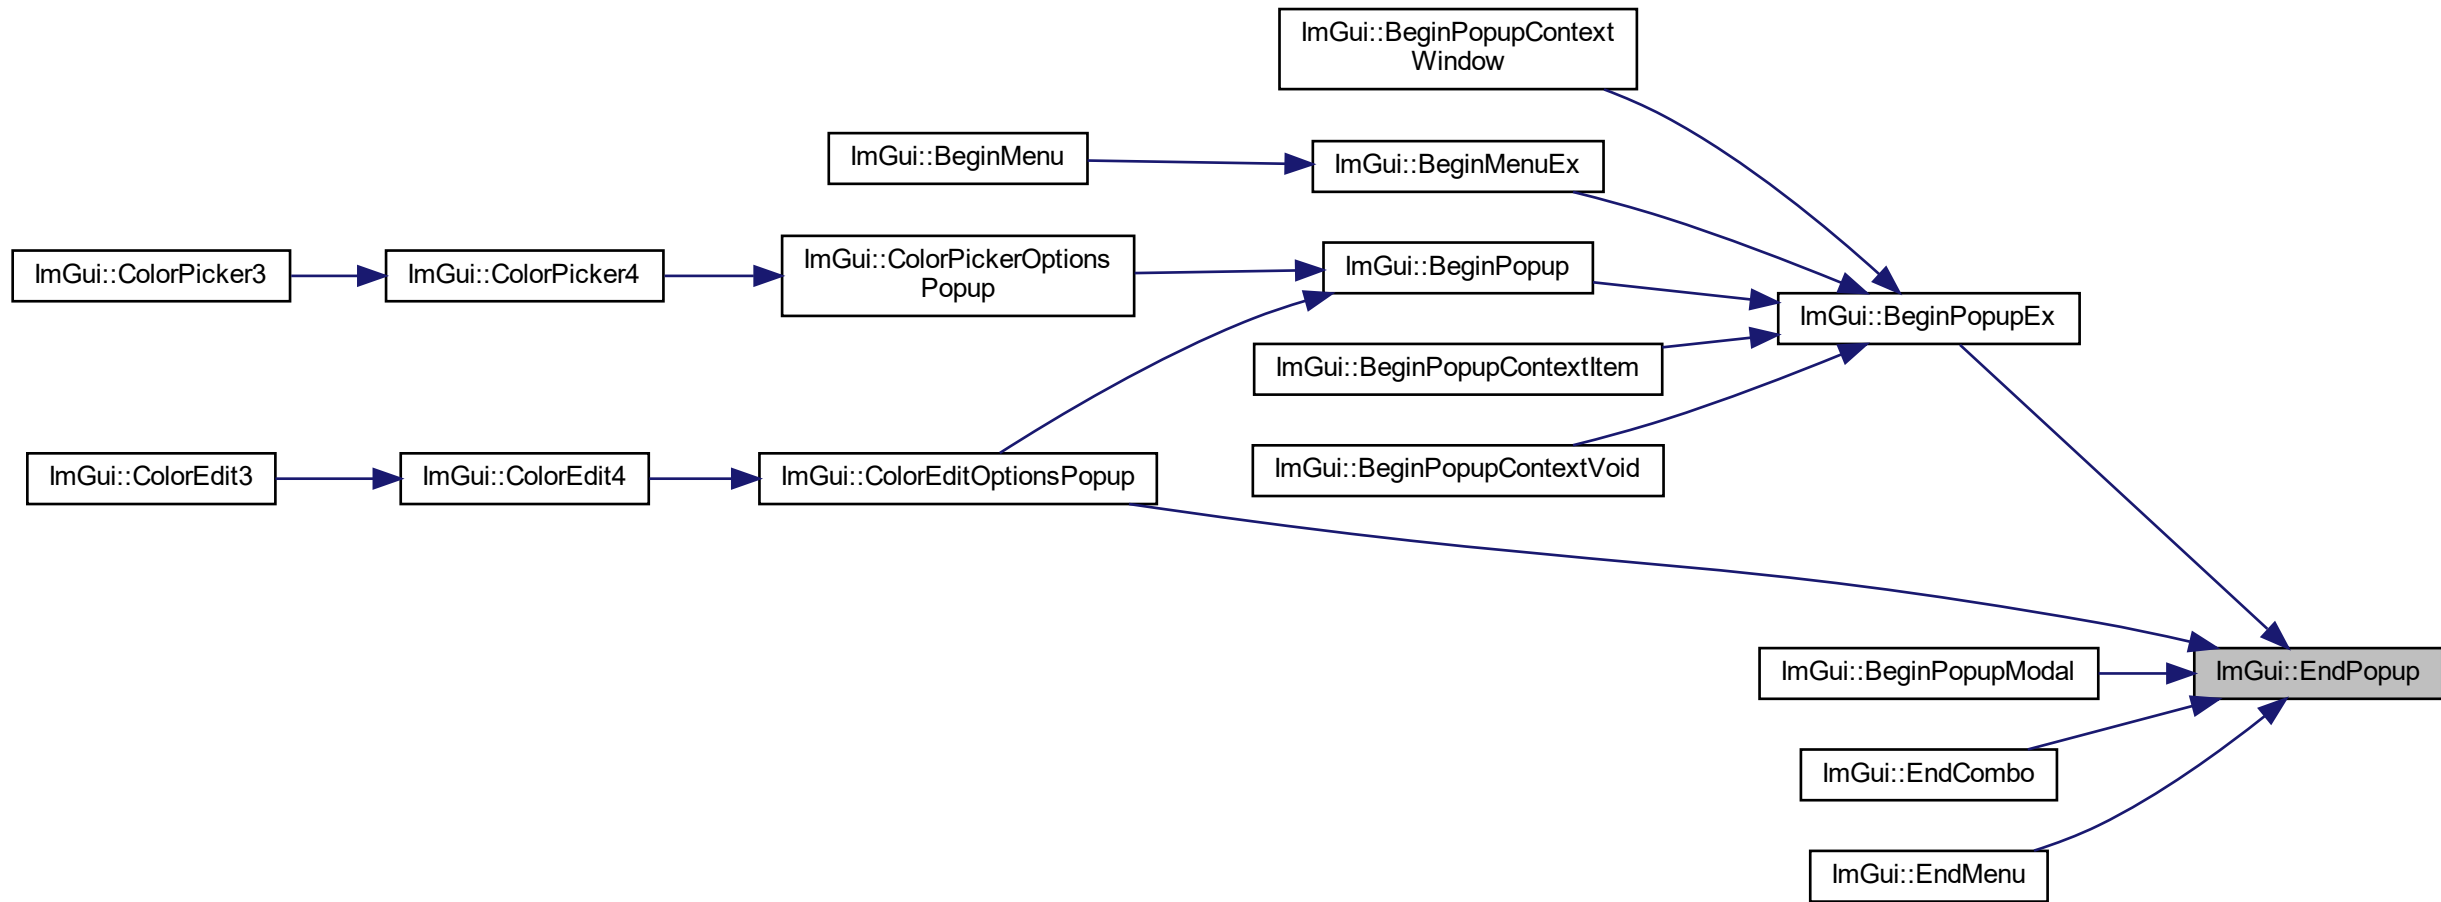 ImGui::BeginPopupContext
Window
ImGui::BeginMenu
ImGui::BeginMenuEx
ImGui::ColorPicker3
ImGui::ColorPicker4
ImGui::ColorPickerOptions
Popup
ImGui::BeginPopup
ImGui::BeginPopupEx
ImGui::BeginPopupContextItem
ImGui::ColorEdit3
ImGui::ColorEdit4
ImGui::ColorEditOptionsPopup
ImGui::BeginPopupContextVoid
ImGui::BeginPopupModal
ImGui::EndPopup
ImGui::EndCombo
ImGui::EndMenu